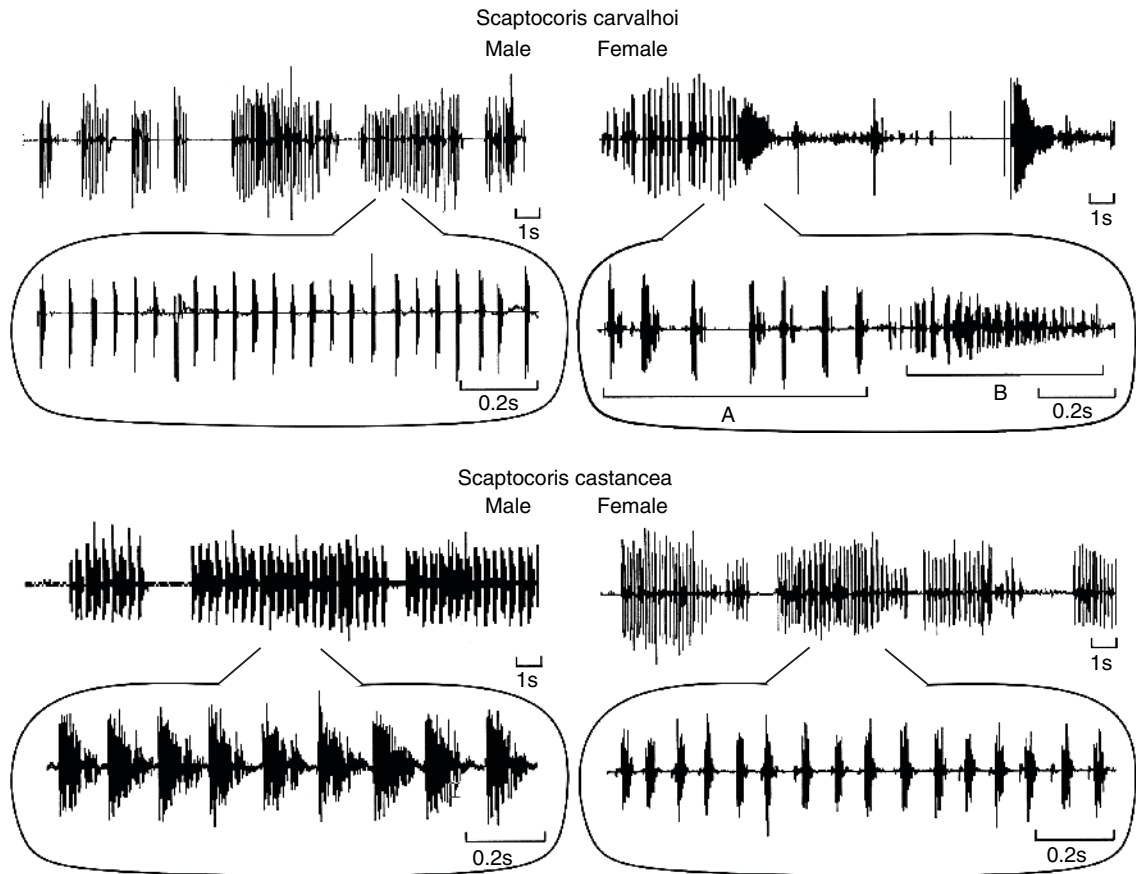 Scaptocoris carvalhoi
Male Female
1s
1s
0.2s
A
B
0.2s
Scaptocoris castancea
Male Female
1s
1s
0.2s
0.2s